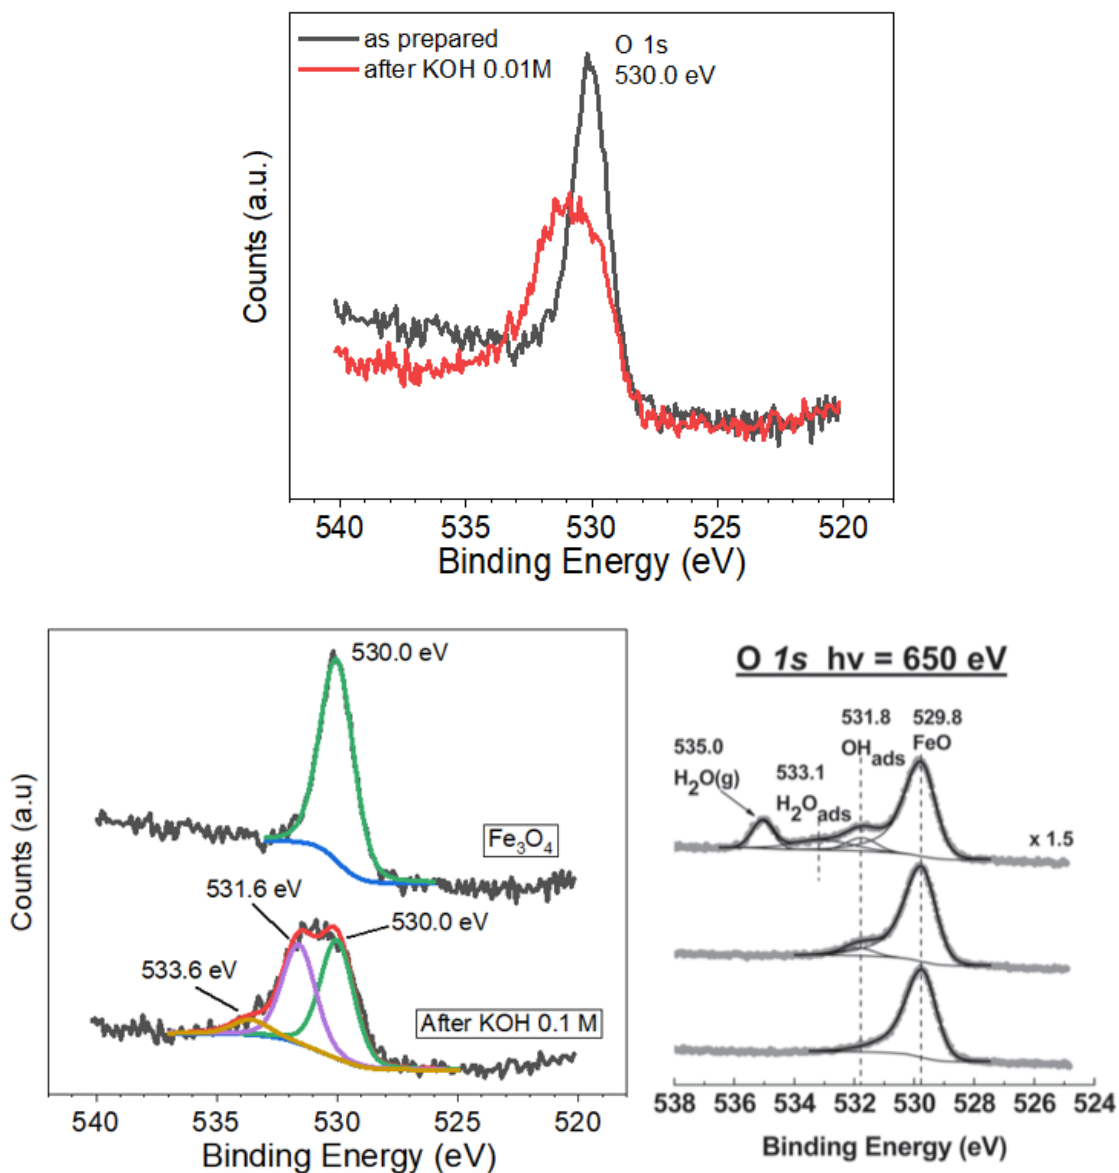 as prepared
after KOH 0.01M
O 1s
530.0 eV
Counts (a.u.)
540 535 530 525 520
Binding Energy (eV)
530.0 eV
Fe3O4
531.6 eV
530.0 eV
533.6 eV
After KOH 0.1 M
Counts (a.u)
540 535 530 525 520
Binding Energy (eV)
O 1s hv = 650 eV
531.8 529.8
OHads FeO
535.0
H2O(g)
533.1
H2Oads
x 1.5
538 536 534 532 530 528 526 524
Binding Energy (eV)